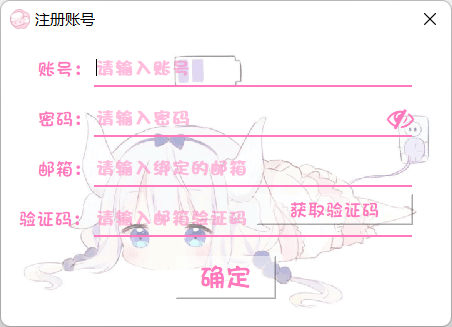 注册账号
账号： 请输入账号
密码： 请输入密码
邮箱： 请输入绑定的邮箱
验证码： 请输入邮箱验证码 获取验证码
确定